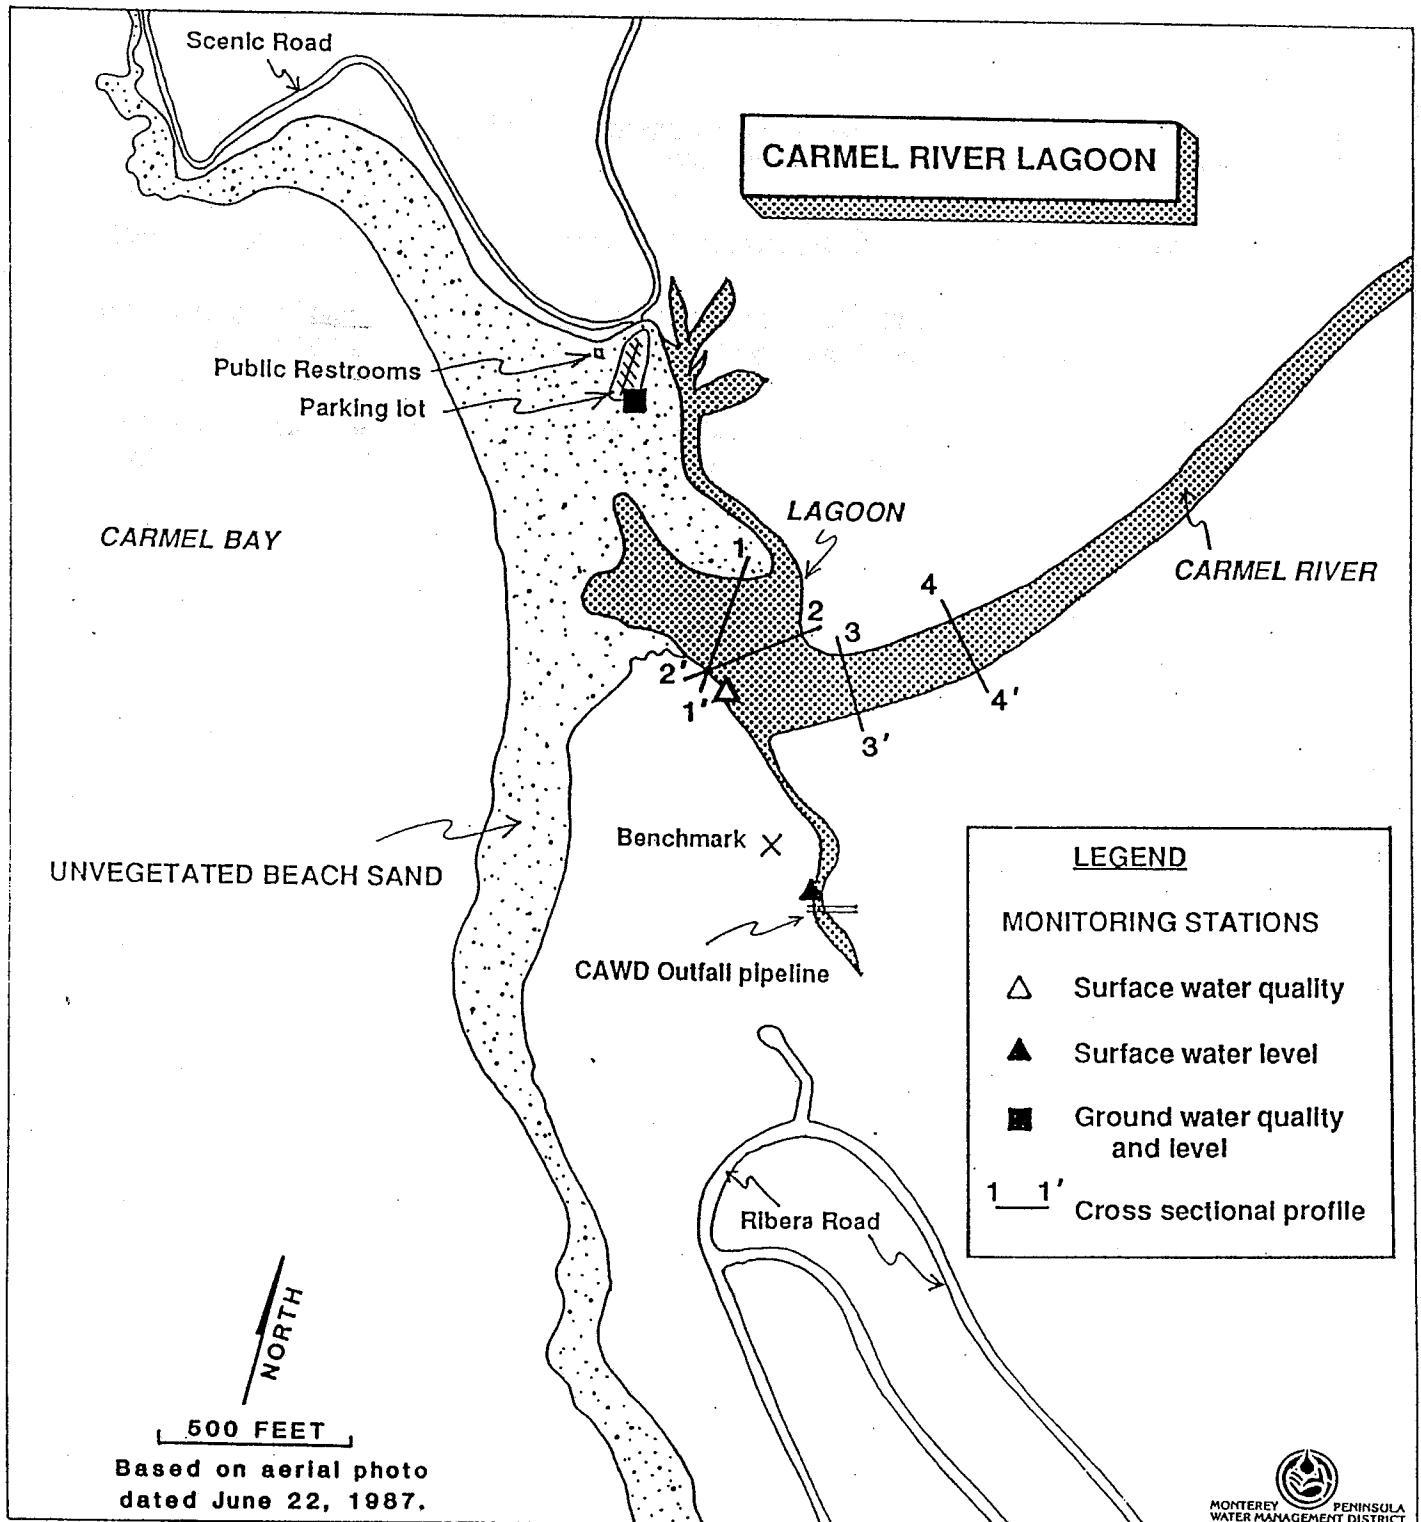 Scenic Road
CARMEL RIVER LAGOON
Public Restrooms
Parking lot
LAGOON
CARMEL BAY
CARMEL RIVER
1
2
3
4
2'
1'
3'
4'
Benchmark
UNVEGETATED BEACH SAND
CAWD Outfall pipeline
LEGEND
MONITORING STATIONS
Surface water quality
Surface water level
Ground water quality
and level
1 1' Cross sectional profile
Ribera Road
NORTH
500 FEET
Based on aerial photo
dated June 22, 1987.
MONTEREY PENINSULA
WATER MANAGEMENT DISTRICT